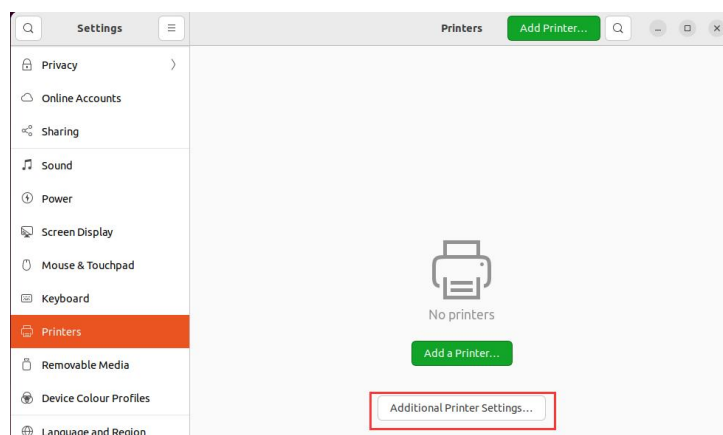 Settings
Printers
Add Printer...
Privacy
Online Accounts
Sharing
Sound
Power
Screen Display
Mouse & Touchpad
Keyboard
Printers
Removable Media
Device Colour Profiles
Language and Region
No printers
Add a Printer...
Additional Printer Settings...